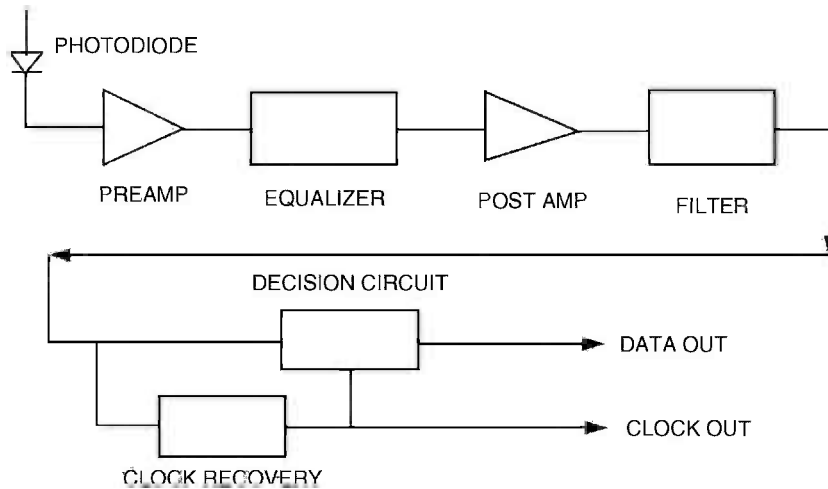 PHOTODIODE
PREAMP
EQUALIZER
POST AMP
FILTER
DECISION CIRCUIT
DATA OUT
CLOCK OUT
CLOCK RECOVERY